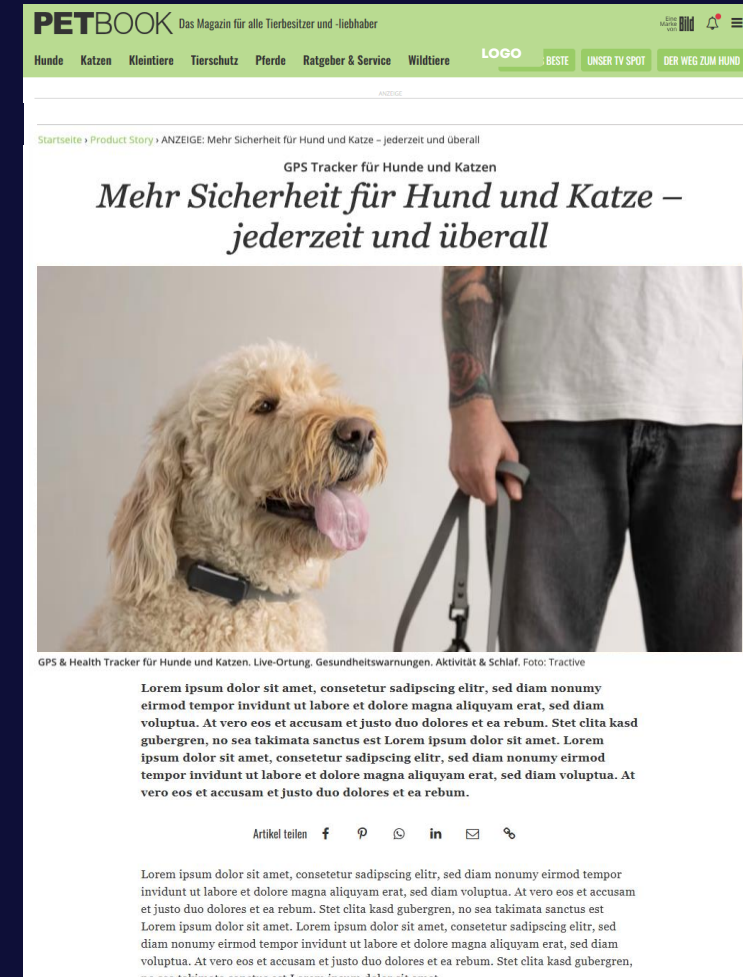 PETBOOK Das Magazin für alle Tierbesitzer und -liebhaber
Eine Marke von Bild
Hunde Katzen Kleintiere Tierschutz Pferde Ratgeber & Service Wildtiere LOGO BESTE UNSER TV SPOT DER WEG ZUM HUND
ANZEIGE
Startseite › Product Story › ANZEIGE: Mehr Sicherheit für Hund und Katze – jederzeit und überall
GPS Tracker für Hunde und Katzen
Mehr Sicherheit für Hund und Katze –
jederzeit und überall
GPS & Health Tracker für Hunde und Katzen. Live-Ortung. Gesundheitswarnungen. Aktivität & Schlaf. Foto: Tractive
Lorem ipsum dolor sit amet, consetetur sadipscing elitr, sed diam nonumy
eirmod tempor invidunt ut labore et dolore magna aliquyam erat, sed diam
voluptua. At vero eos et accusam et justo duo dolores et ea rebum. Stet clita kasd
gubergren, no sea takimata sanctus est Lorem ipsum dolor sit amet. Lorem
ipsum dolor sit amet, consetetur sadipscing elitr, sed diam nonumy eirmod
tempor invidunt ut labore et dolore magna aliquyam erat, sed diam voluptua. At
vero eos et accusam et justo duo dolores et ea rebum.
Artikel teilen
Lorem ipsum dolor sit amet, consetetur sadipscing elitr, sed diam nonumy eirmod tempor
invidunt ut labore et dolore magna aliquyam erat, sed diam voluptua. At vero eos et accusam
et justo duo dolores et ea rebum. Stet clita kasd gubergren, no sea takimata sanctus est
Lorem ipsum dolor sit amet. Lorem ipsum dolor sit amet, consetetur sadipscing elitr, sed
diam nonumy eirmod tempor invidunt ut labore et dolore magna aliquyam erat, sed diam
voluptua. At vero eos et accusam et justo duo dolores et ea rebum. Stet clita kasd gubergren,